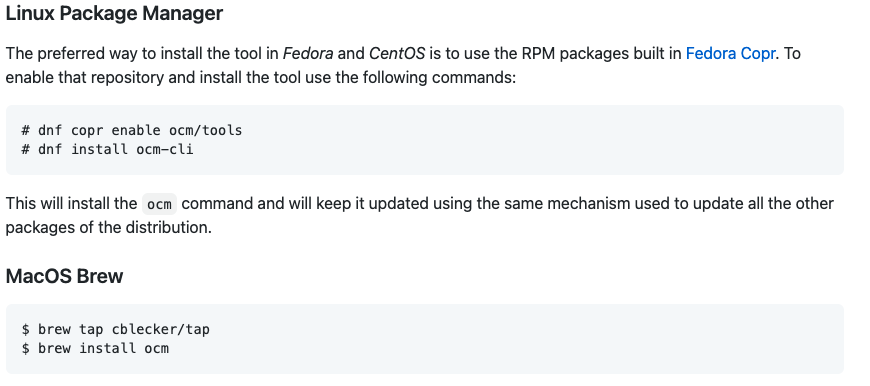 Linux Package Manager
The preferred way to install the tool in Fedora and CentOS is to use the RPM packages built in Fedora Copr. To
enable that repository and install the tool use the following commands:
# dnf copr enable ocm/tools
# dnf install ocm-cli
This will install the ocm command and will keep it updated using the same mechanism used to update all the other
packages of the distribution.
MacOS Brew
$ brew tap cblecker/tap
$ brew install ocm